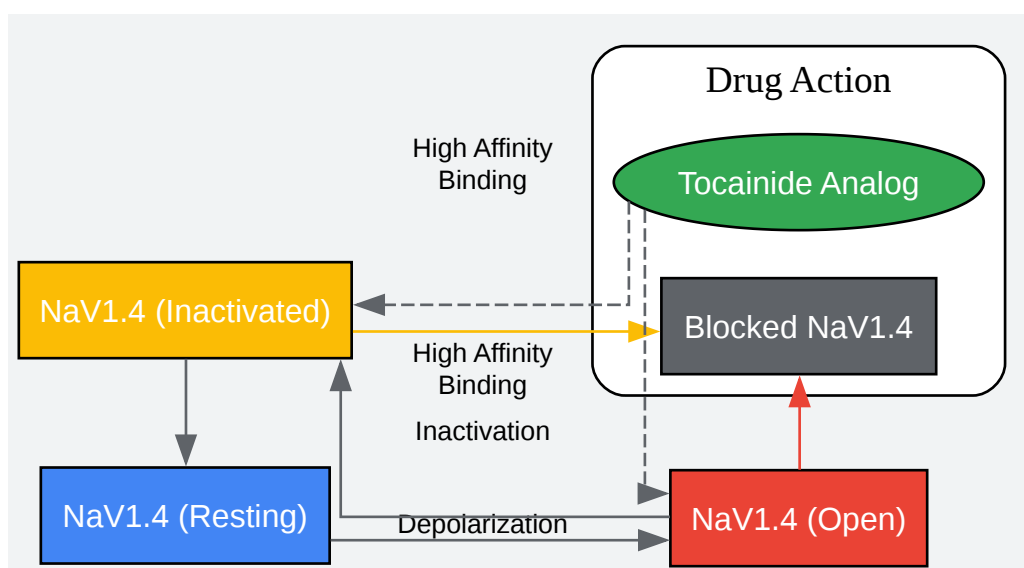 Drug Action
High Affinity
Binding
Tocainide Analog
NaV1.4 (Inactivated)
Blocked NaV1.4
High Affinity
Binding
Inactivation
NaV1.4 (Resting)
Depolarization
NaV1.4 (Open)